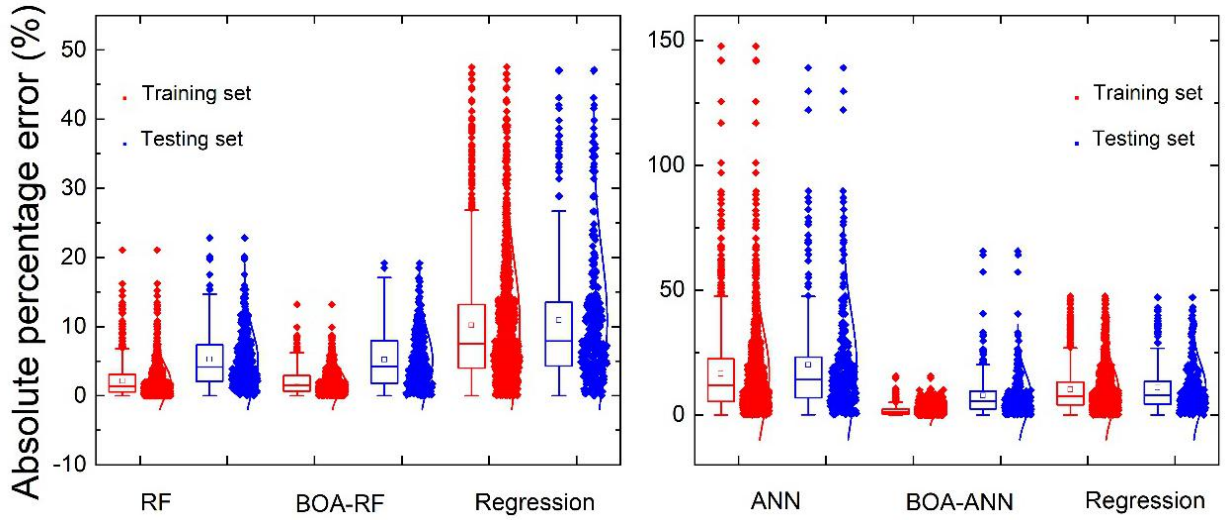 Absolute percentage error (%)
50
40
30
20
10
0
-10
Training set
Testing set
RF
BOA-RF
Regression
150
100
50
0
Training set
Testing set
ANN
BOA-ANN
Regression